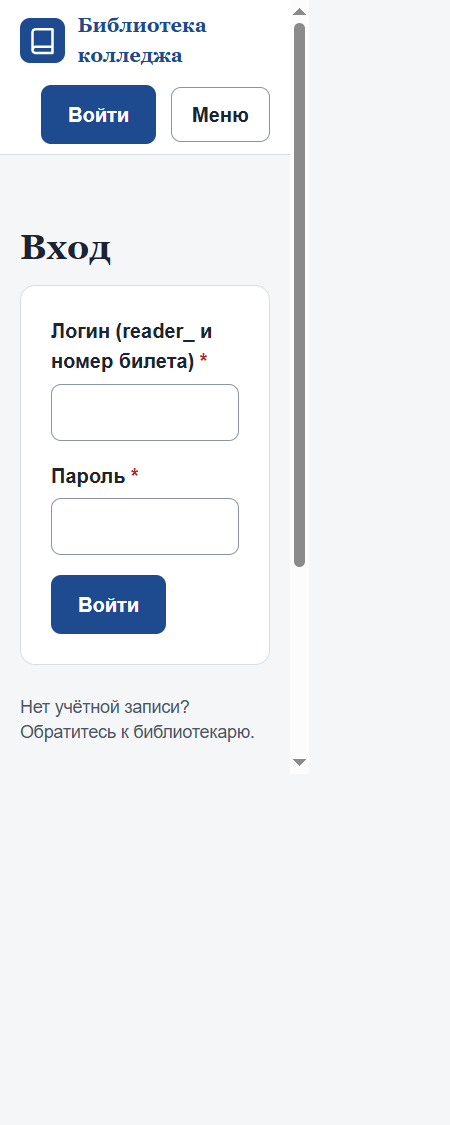 Библиотека
колледжа
Войти
Меню
Вход
Логин (reader_ и
номер билета) *
Пароль *
Войти
Нет учётной записи?
Обратитесь к библиотекарю.